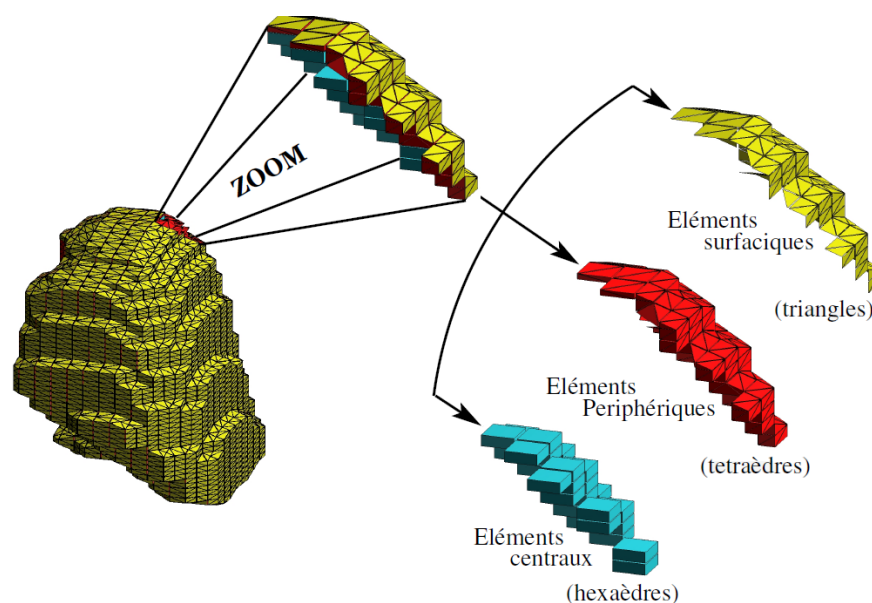 ZOOM
Eléments
surfaciques
(triangles)
Eléments
Periphériques
(tetraèdres)
Eléments
centraux
(hexaèdres)